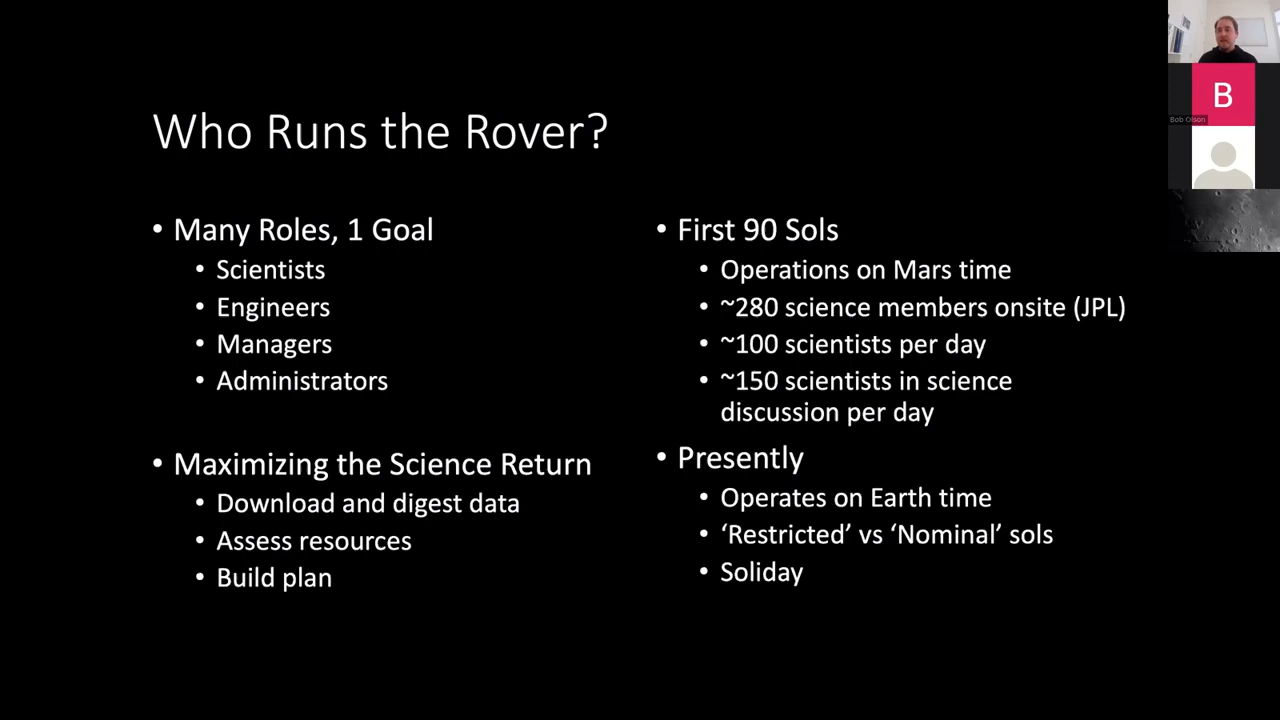 Who Runs the Rover?
• Many Roles, 1 Goal
• Scientists
• Engineers
• Managers
• Administrators
• Maximizing the Science Return
• Download and digest data
• Assess resources
• Build plan
• First 90 Sols
• Operations on Mars time
• ~280 science members onsite (JPL)
• ~100 scientists per day
• ~150 scientists in science
discussion per day
• Presently
• Operates on Earth time
• ‘Restricted’ vs ‘Nominal’ sols
• Soliday
B
Bob Olson